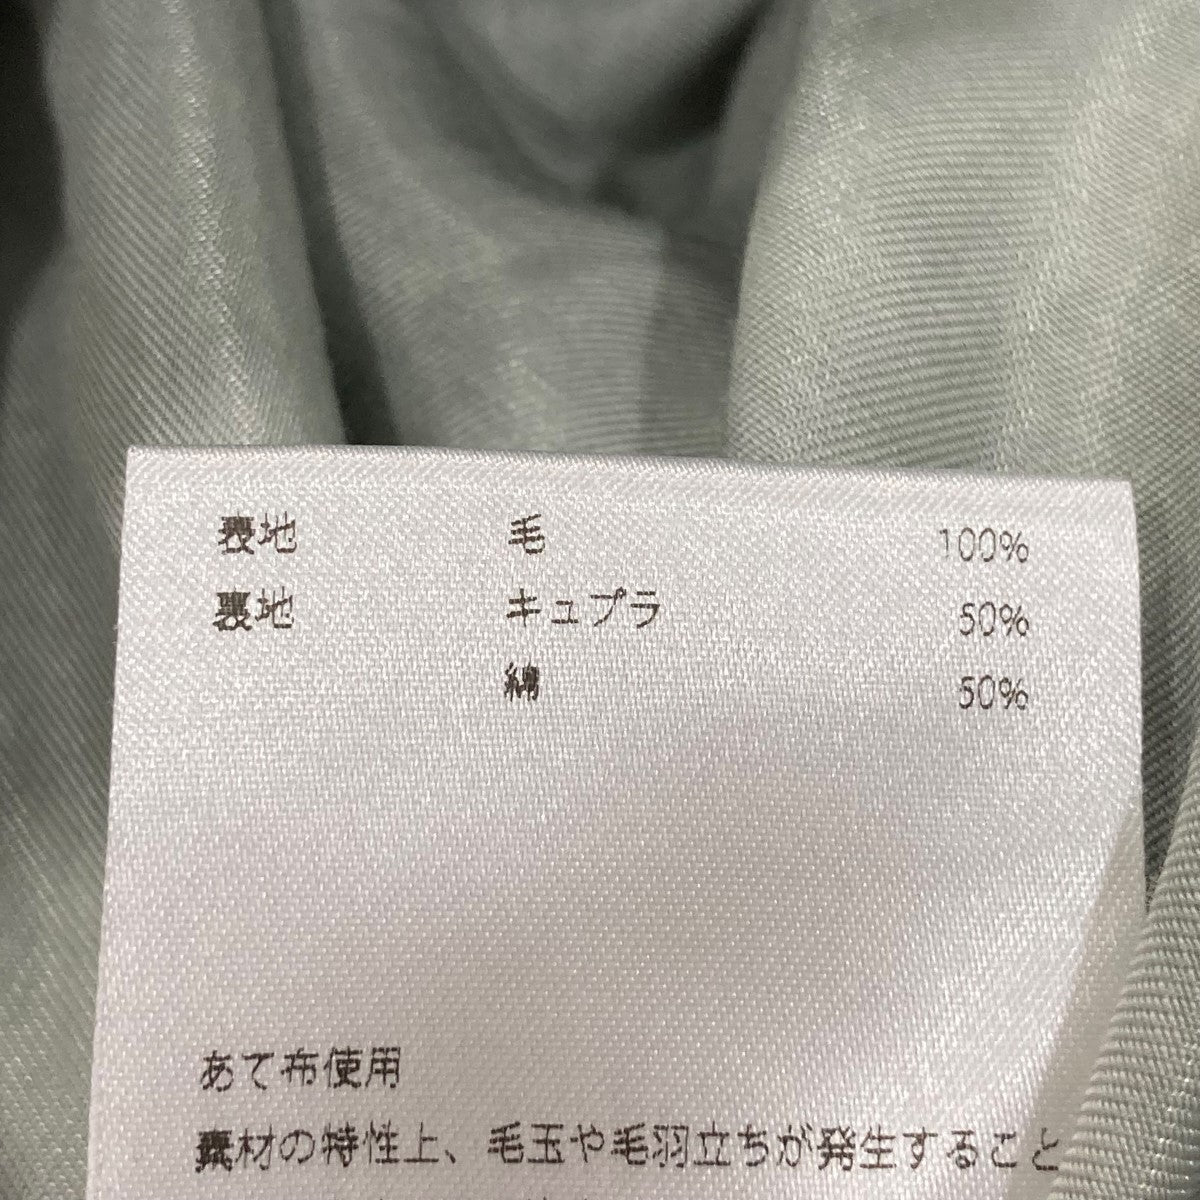 表地 毛 100%
裏地 キュプラ 50%
綿 50%
あて布使用
素材の特性上、毛玉や毛羽立ちが発生すること